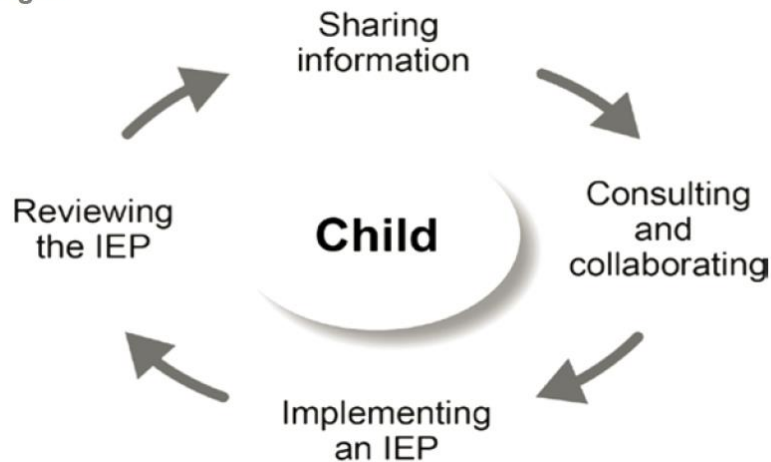 Sharing
information
Consulting
and
collaborating
Child
Reviewing
the IEP
Implementing
an IEP